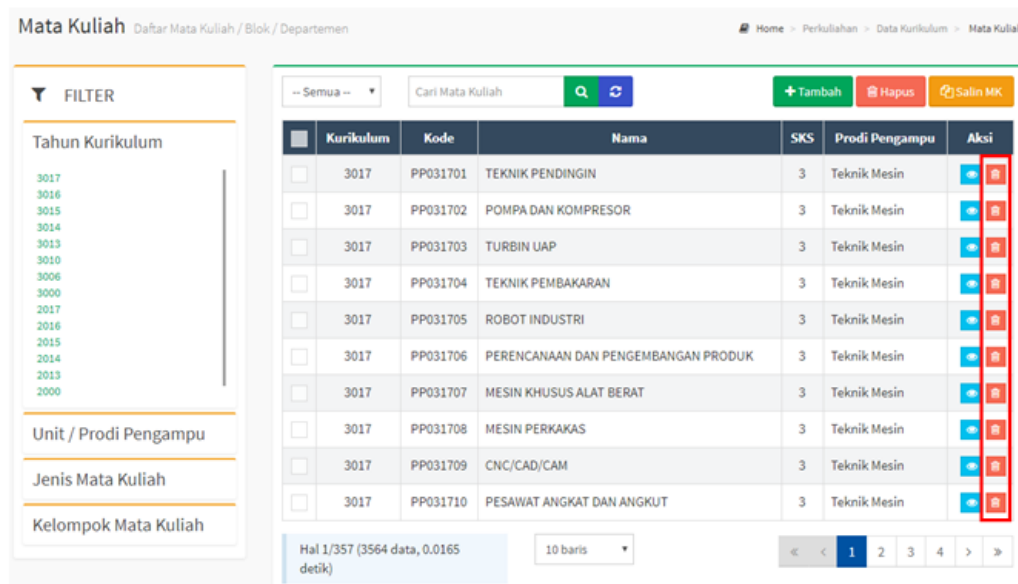 Mata Kuliah Daftar Mata Kuliah / Blok / Departemen
Home > Perkuliahan > Data Kurikulum > Mata Kuliah
FILTER
Tahun Kurikulum
3017
3016
3015
3014
3013
3010
3006
3000
2017
2016
2015
2014
2013
2000
Unit / Prodi Pengampu
Jenis Mata Kuliah
Kelompok Mata Kuliah
-- Semua -- Cari Mata Kuliah Tambah Hapus Salin MK
Kurikulum Kode Nama SKS Prodi Pengampu Aksi
3017 PP031701 TEKNIK PENDINGIN 3 Teknik Mesin
3017 PP031702 POMPA DAN KOMPRESOR 3 Teknik Mesin
3017 PP031703 TURBIN UAP 3 Teknik Mesin
3017 PP031704 TEKNIK PEMBAKARAN 3 Teknik Mesin
3017 PP031705 ROBOT INDUSTRI 3 Teknik Mesin
3017 PP031706 PERENCANAAN DAN PENGEMBANGAN PRODUK 3 Teknik Mesin
3017 PP031707 MESIN KHUSUS ALAT BERAT 3 Teknik Mesin
3017 PP031708 MESIN PERKAKAS 3 Teknik Mesin
3017 PP031709 CNC/CAD/CAM 3 Teknik Mesin
3017 PP031710 PESAWAT ANGKAT DAN ANGKUT 3 Teknik Mesin
Hal 1/357 (3564 data, 0.0165
detik)
10 baris
« < 1 2 3 4 > »